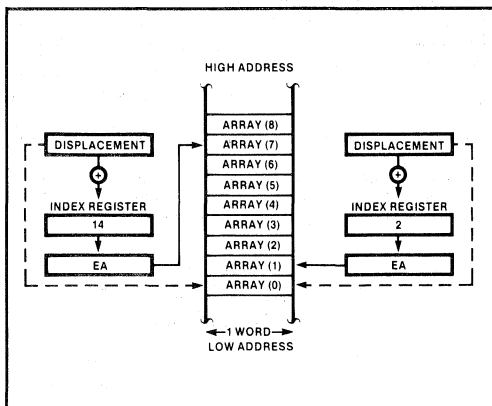 HIGH ADDRESS
ARRAY (8)
DISPLACEMENT
ARRAY (7)
DISPLACEMENT
ARRAY (6)
ARRAY (5)
+
+
INDEX REGISTER
ARRAY (4)
INDEX REGISTER
14
ARRAY (3)
2
ARRAY (2)
EA
ARRAY (1)
EA
ARRAY (0)
1 WORD
LOW ADDRESS